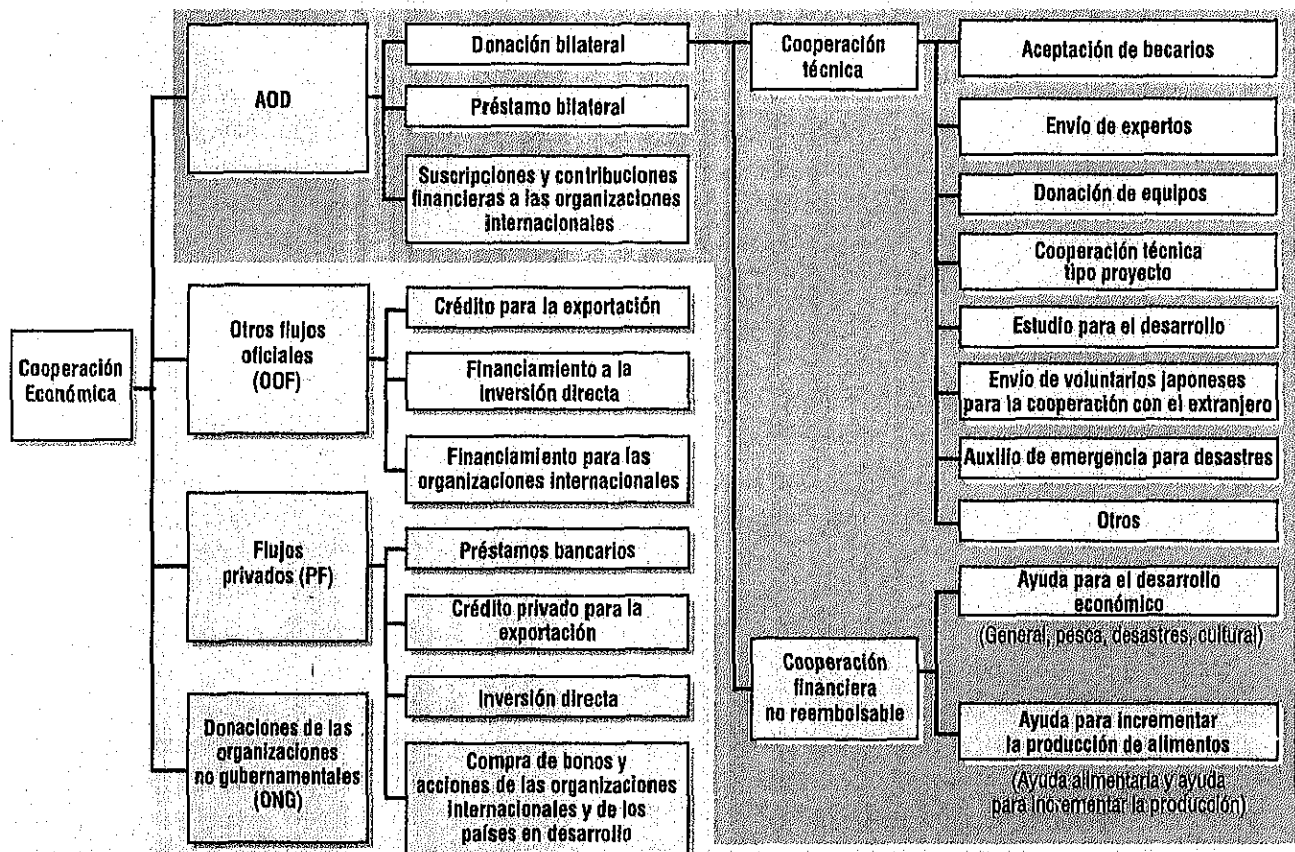 Cooperación
Económica
AOD
Donación bilateral
Préstamo bilateral
Suscripciones y contribuciones
financieras a las organizaciones
internacionales
Otros flujos
oficiales
(OOF)
Crédito para la exportación
Financiamiento a la
inversión directa
Financiamiento para las
organizaciones internacionales
Flujos
privados (PF)
Préstamos bancarios
Crédito privado para la
exportación
Inversión directa
Compra de bonos y
acciones de las organizaciones
internacionales y de los
países en desarrollo
Donaciones de las
organizaciones
no gubernamentales
(ONG)
Cooperación
técnica
Aceptación de becarios
Envío de expertos
Donación de equipos
Cooperación técnica
tipo proyecto
Estudio para el desarrollo
Envío de voluntarios japoneses
para la cooperación con el extranjero
Auxilio de emergencia para desastres
Otros
Cooperación
financiera
no reembolsable
Ayuda para el desarrollo
económico
(General, pesca, desastres, cultural)
Ayuda para incrementar
la producción de alimentos
(Ayuda alimentaria y ayuda
para incrementar la producción)